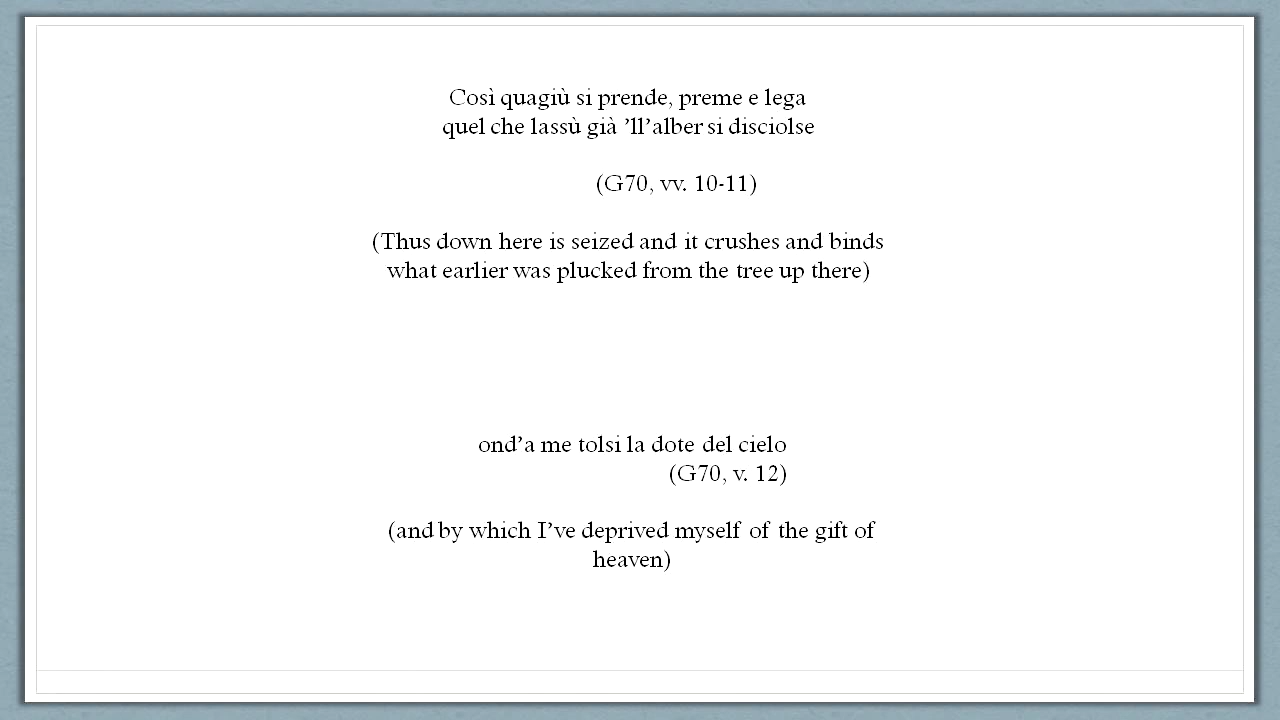 Così quagiù si prende, preme e lega
quel che lassù già ’ll’alber si disciolse
(G70, vv. 10-11)
(Thus down here is seized and it crushes and binds
what earlier was plucked from the tree up there)
ond’a me tolsi la dote del cielo
(G70, v. 12)
(and by which I’ve deprived myself of the gift of
heaven)